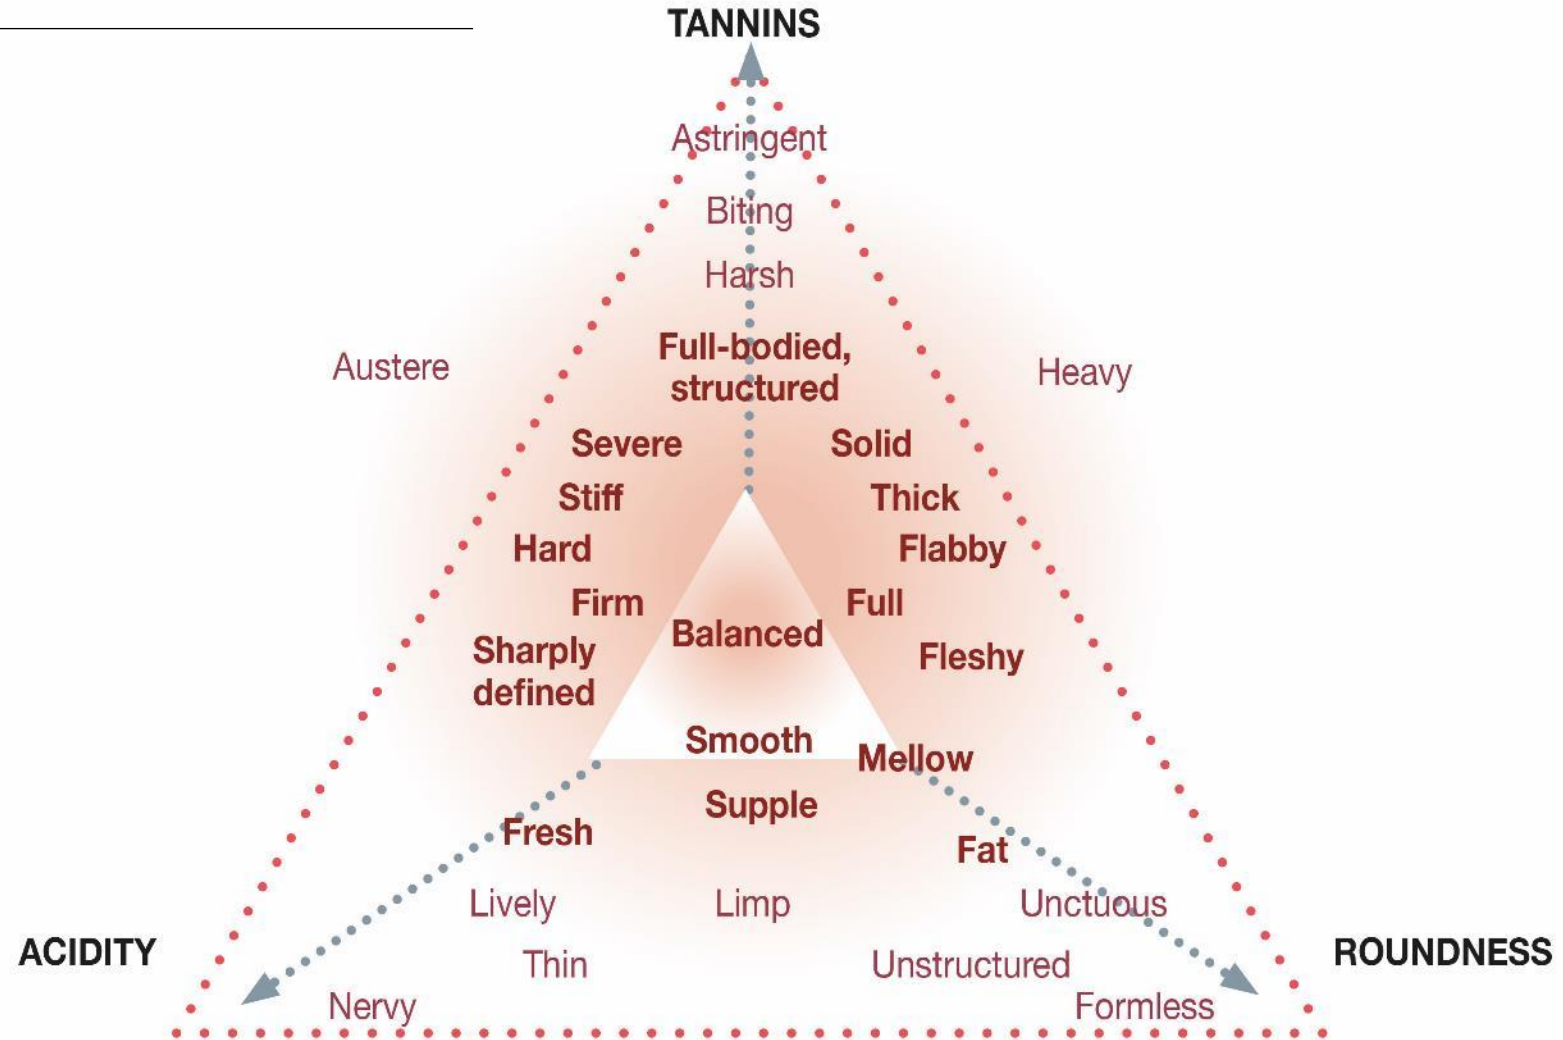 TANNINS
Astringent
Biting
Harsh
Full-bodied,
structured
Austere
Heavy
Severe
Solid
Stiff
Thick
Hard
Flabby
Firm
Full
Balanced
Sharply
defined
Fleshy
Smooth
Mellow
Supple
Fresh
Fat
Lively
Limp
Unctuous
ACIDITY
ROUNDNESS
Thin
Unstructured
Nervy
Formless